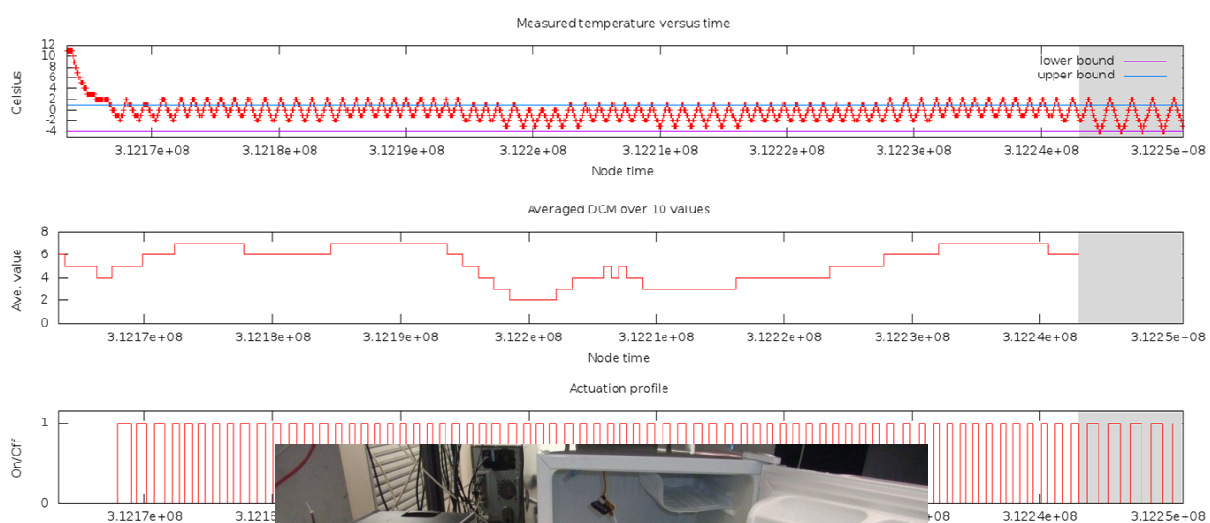 Measured temperature versus time
12
10
8
6
4
2
0
-2
-4
Celsius
lower bound
upper bound
3.1217e+08 3.1218e+08 3.1219e+08 3.122e+08 3.1221e+08 3.1222e+08 3.1223e+08 3.1224e+08 3.1225e+08
Node time
Averaged DCM over 10 values
8
6
4
2
0
Ave. value
3.1217e+08 3.1218e+08 3.1219e+08 3.122e+08 3.1221e+08 3.1222e+08 3.1223e+08 3.1224e+08 3.1225e+08
Node time
Actuation profile
1
0
On/Off
3.1217e+08 3.1218 3.1224e+08 3.1225e+08